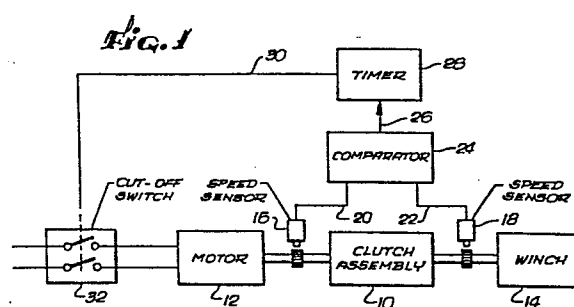 Fig. 1
30
TIMER
28
26
COMPARATOR
24
CUT-OFF
SWITCH
SPEED
SENSOR
16
20
22
SPEED
SENSOR
18
MOTOR
CLUTCH
ASSEMBLY
WINCH
32
12
10
14